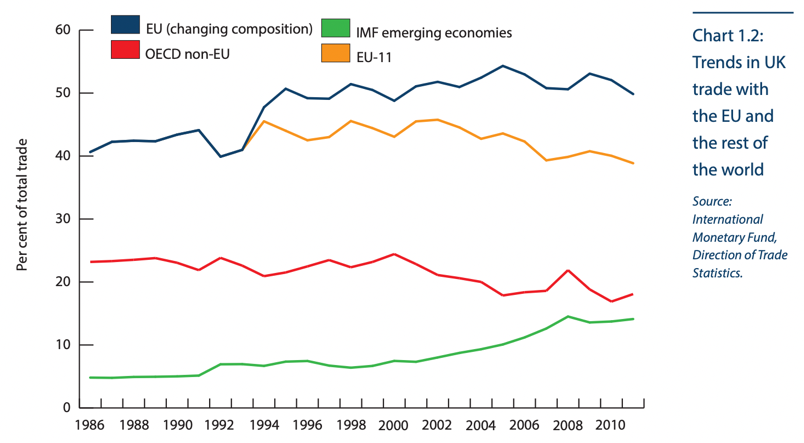 EU (changing composition)
IMF emerging economies
OECD non-EU
EU-11
60
50
40
30
20
10
0
Per cent of total trade
1986 1988 1990 1992 1994 1996 1998 2000 2002 2004 2006 2008 2010
Chart 1.2:
Trends in UK
trade with
the EU and
the rest of
the world
Source:
International
Monetary Fund,
Direction of Trade
Statistics.